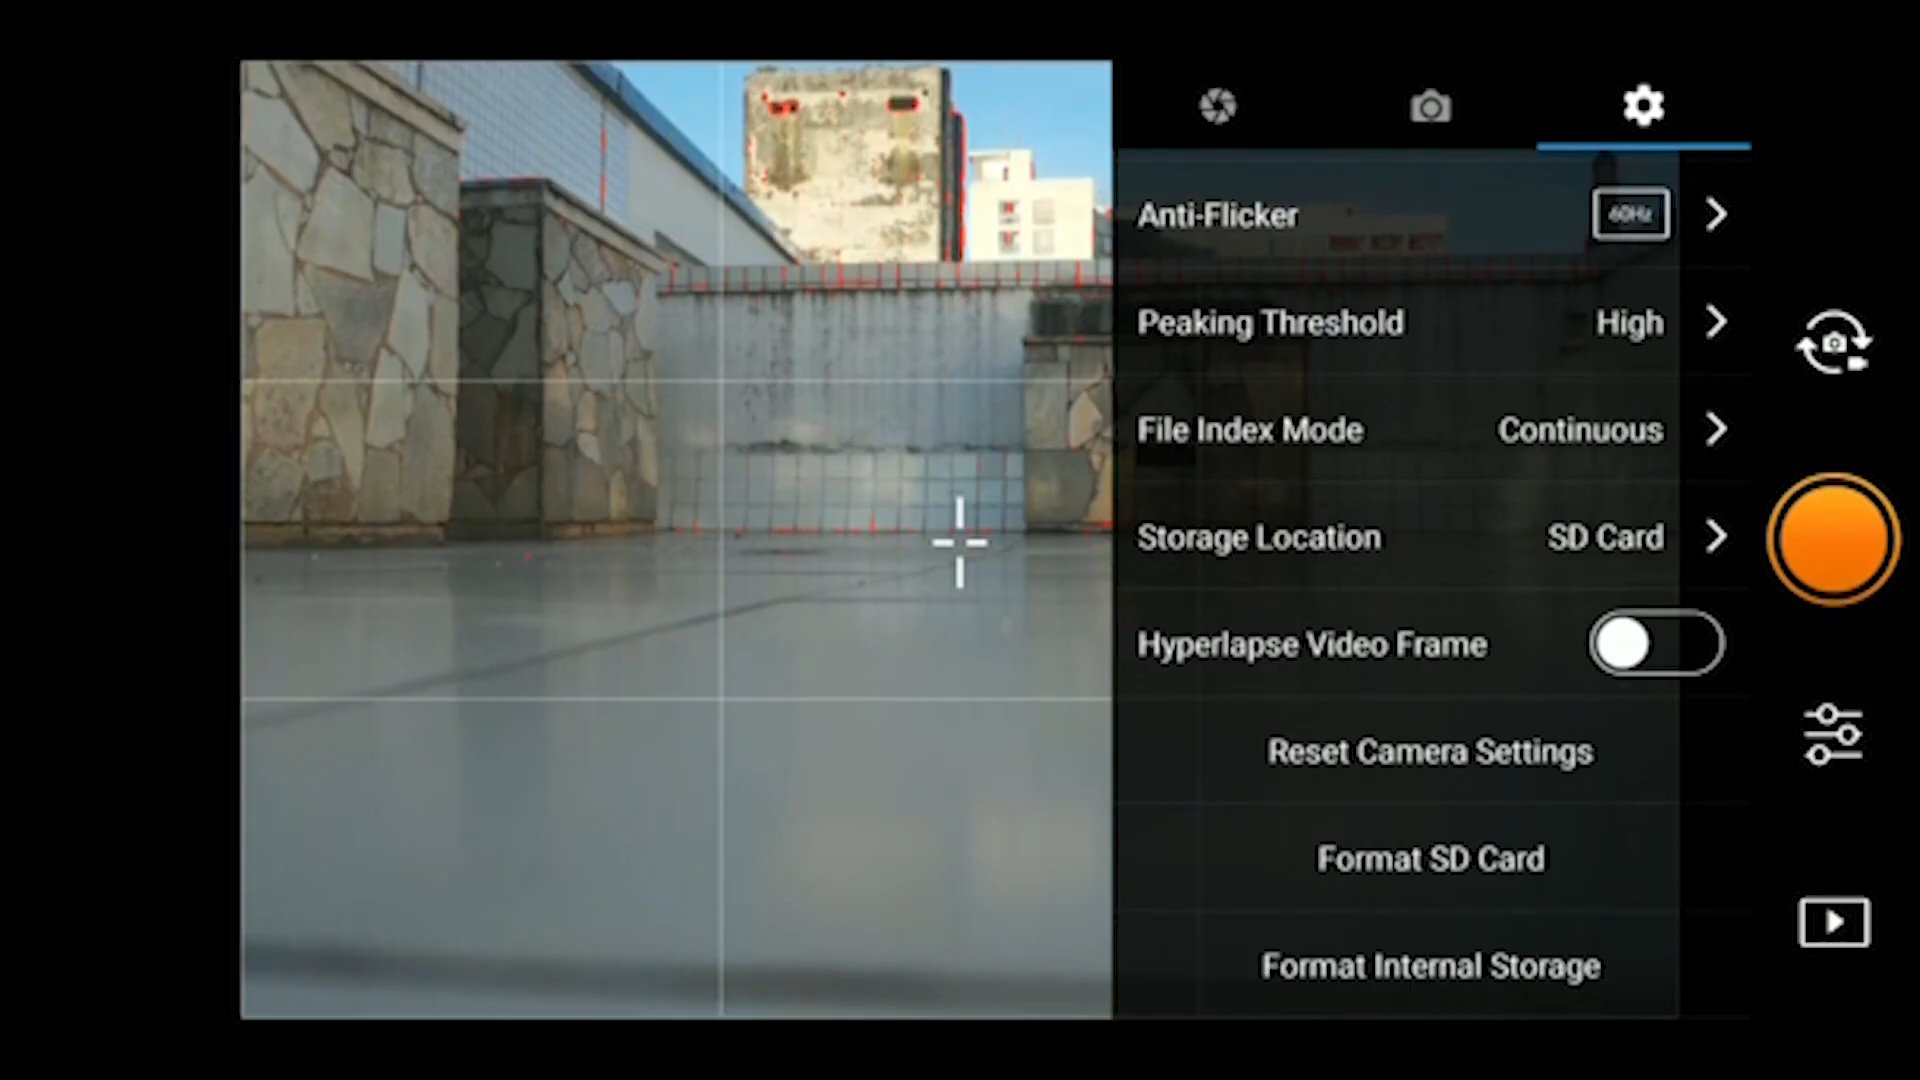 Anti-Flicker 60Hz
Peaking Threshold High
File Index Mode Continuous
Storage Location SD Card
Hyperlapse Video Frame
Reset Camera Settings
Format SD Card
Format Internal Storage